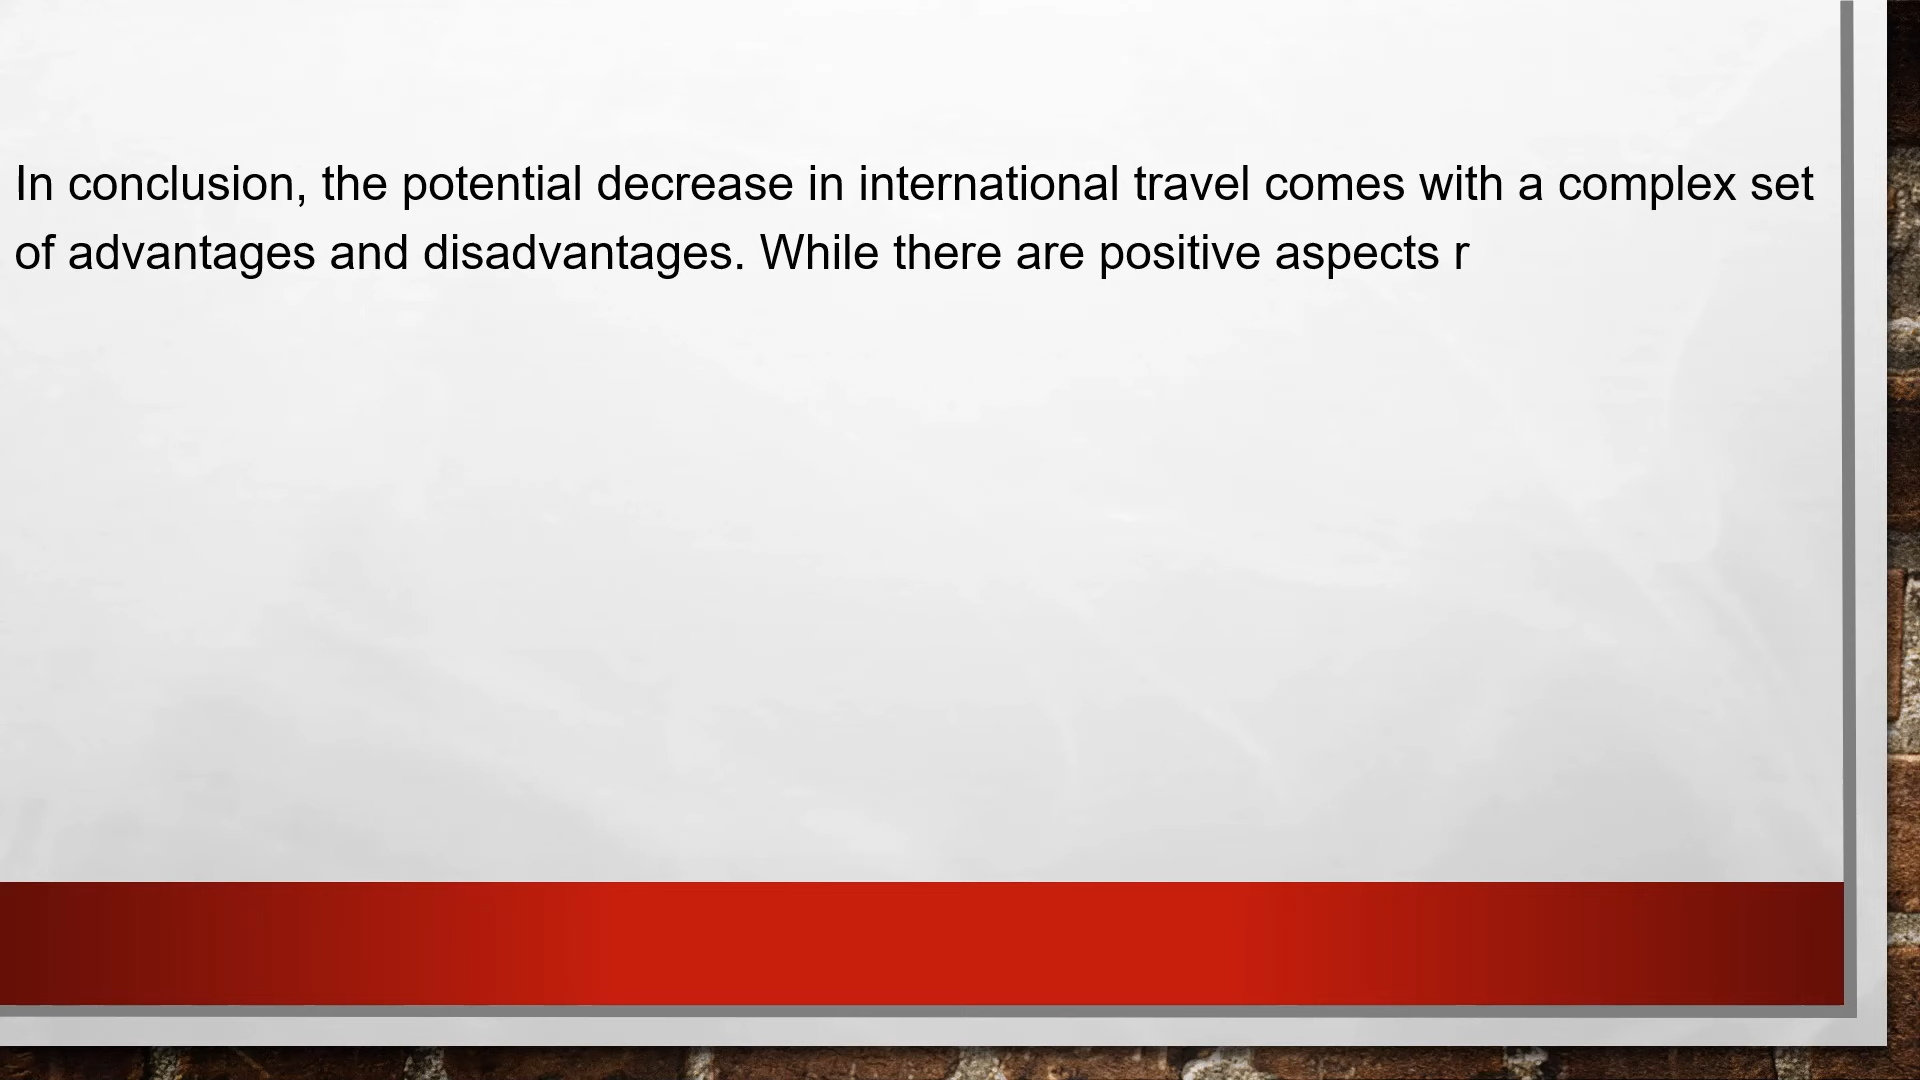 In conclusion, the potential decrease in international travel comes with a complex set
of advantages and disadvantages. While there are positive aspects r